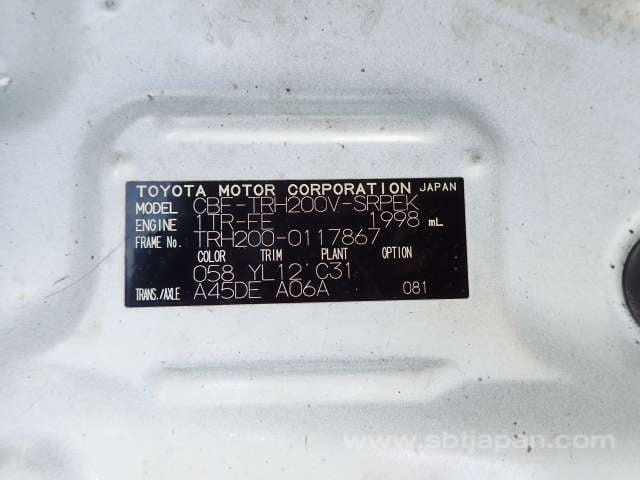 TOYOTA MOTOR CORPORATION JAPAN
MODEL CBF-TRH200V-SRPEK
ENGINE 1TR-FE 1998 mL
FRAME No. TRH200-0117867
COLOR TRIM PLANT OPTION
058 YL12 C31
TRANS./AXLE A45DE A06A 081
www.sbtjapan.com